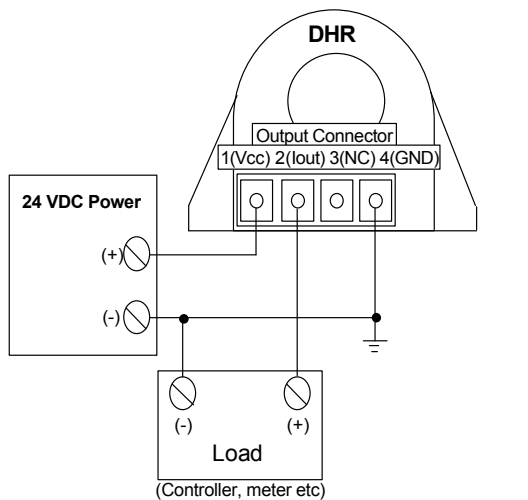 DHR
Output Connector
1(Vcc) 2(Iout) 3(NC) 4(GND)
24 VDC Power
(+)
(-)
(-)
(+)
Load
(Controller, meter etc)